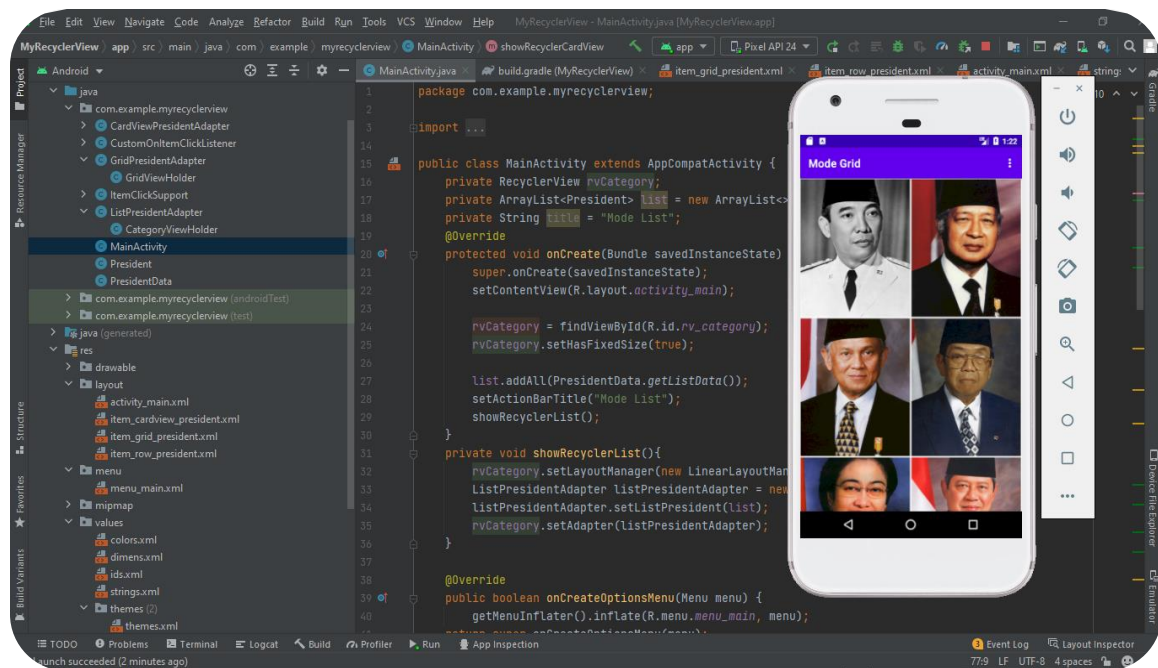 File Edit View Navigate Code Analyze Refactor Build Run Tools VCS Window Help MyRecyclerView - MainActivity.java [MyRecyclerView.app]
MyRecyclerView app src main java com example myrecyclerview MainActivity showRecyclerCardView app Pixel API 24
Android
MainActivity.java build.gradle (MyRecyclerView) item_grid_president.xml item_row_president.xml activity_main.xml
Project
Resource Manager
Structure
Favorites
Build Variants
java
com.example.myrecyclerview
CardViewPresidentAdapter
CustomOnItemClickListener
GridPresidentAdapter
GridViewHolder
ItemClickSupport
ListPresidentAdapter
CategoryViewHolder
MainActivity
President
PresidentData
com.example.myrecyclerview (androidTest)
com.example.myrecyclerview (test)
java (generated)
res
drawable
layout
activity_main.xml
item_cardview_president.xml
item_grid_president.xml
item_row_president.xml
menu
menu_main.xml
mipmap
values
colors.xml
dimens.xml
ids.xml
strings.xml
themes (2)
themes.xml
1 package com.example.myrecyclerview;
2
3 import ...
14
15 public class MainActivity extends AppCompatActivity {
16 private RecyclerView rvCategory;
17 private ArrayList<President> list = new ArrayList<>
18 private String title = "Mode List";
19 @Override
20 protected void onCreate(Bundle savedInstanceState)
21 super.onCreate(savedInstanceState);
22 setContentView(R.layout.activity_main);
23
24 rvCategory = findViewById(R.id.rv_category);
25 rvCategory.setHasFixedSize(true);
26
27 list.addAll(PresidentData.getListData());
28 setActionBarTitle("Mode List");
29 showRecyclerList();
30 }
31 private void showRecyclerList(){
32 rvCategory.setLayoutManager(new LinearLayoutMan
33 ListPresidentAdapter listPresidentAdapter = new
34 listPresidentAdapter.setListPresident(list);
35 rvCategory.setAdapter(listPresidentAdapter);
36 }
37
38 @Override
39 public boolean onCreateOptionsMenu(Menu menu) {
40 getMenuInflater().inflate(R.menu.menu_main, menu);
1:22
Mode Grid
10
Gradle
Device File Explorer
Emulator
TODO Problems Terminal Logcat Build Profiler Run App Inspection 3 Event Log Layout Inspector
aunch succeeded (2 minutes ago) 77:9 LF UTF-8 4 spaces